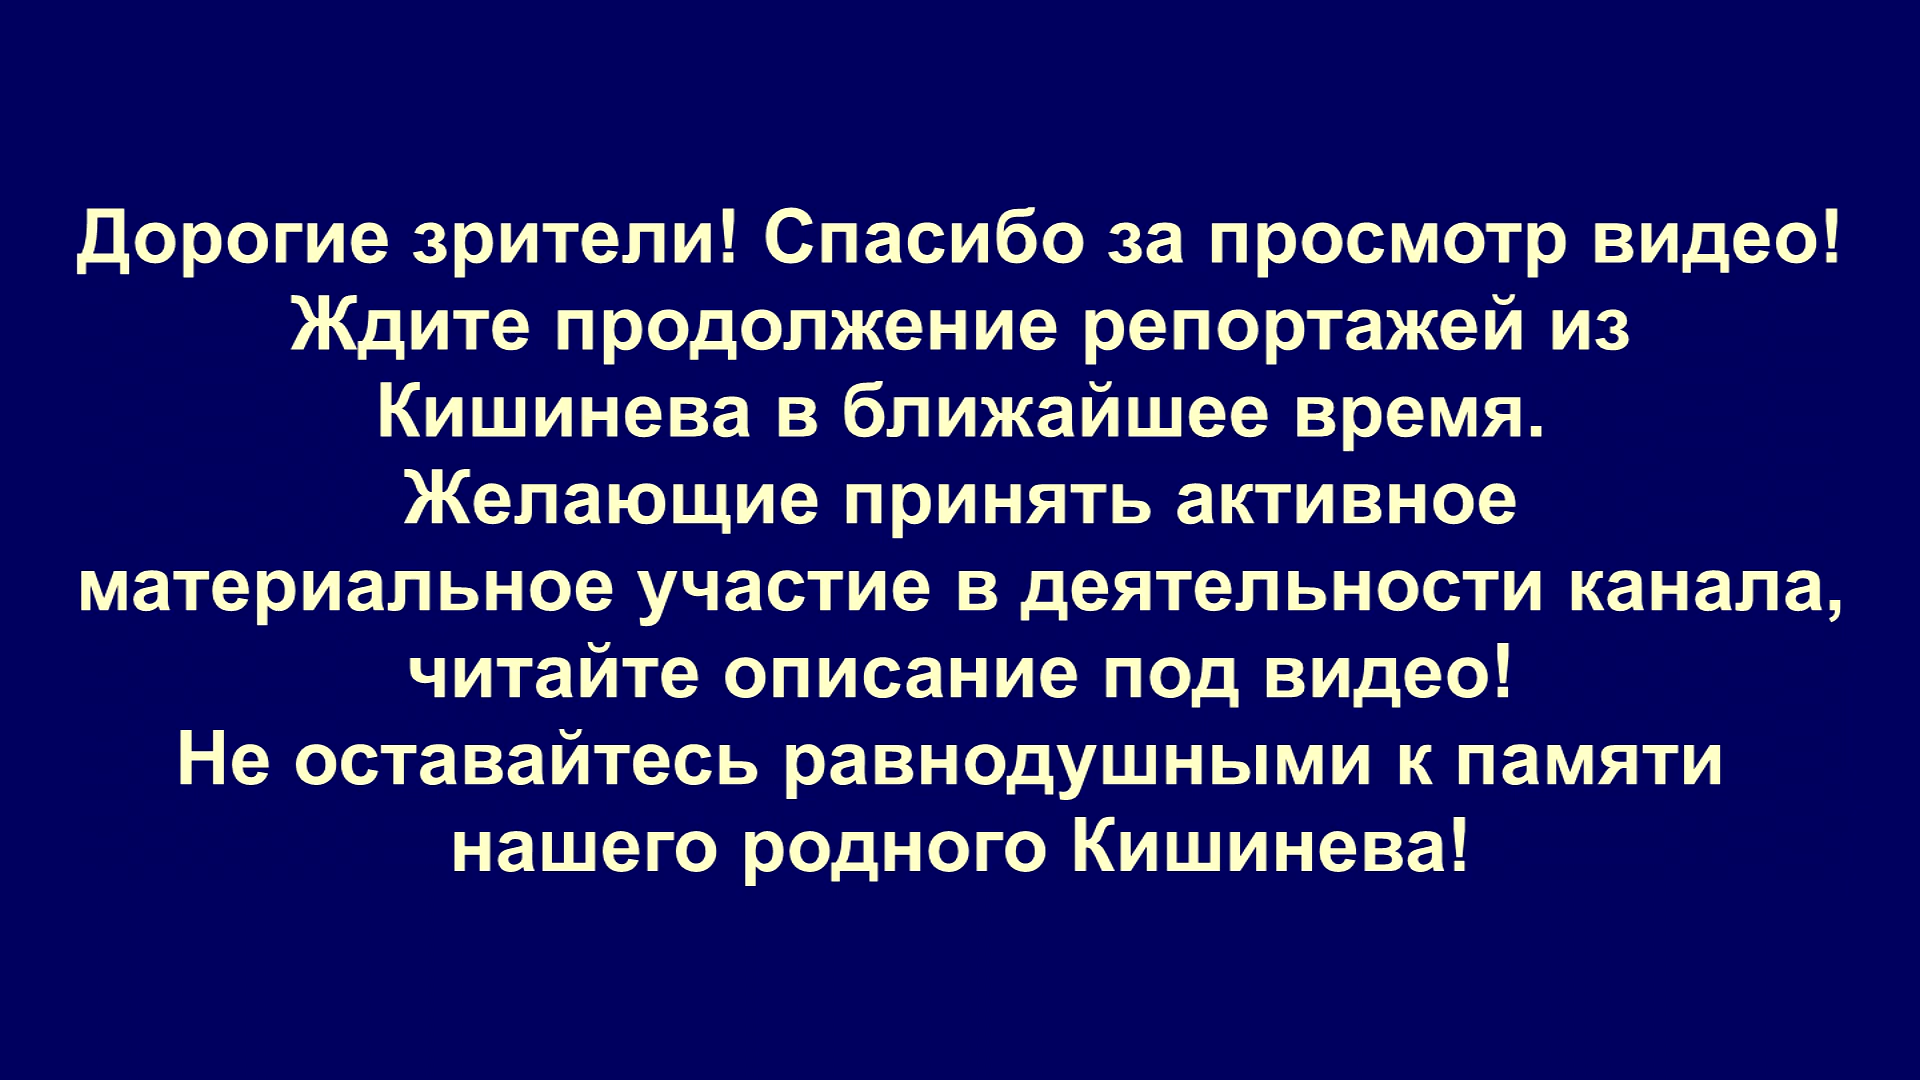 Дорогие зрители! Спасибо за просмотр видео!
Ждите продолжение репортажей из
Кишинева в ближайшее время.
Желающие принять активное
материальное участие в деятельности канала,
читайте описание под видео!
Не оставайтесь равнодушными к памяти
нашего родного Кишинева!